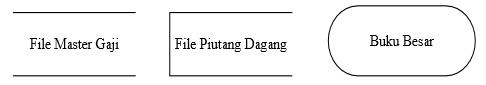 File Master Gaji
File Piutang Dagang
Buku Besar